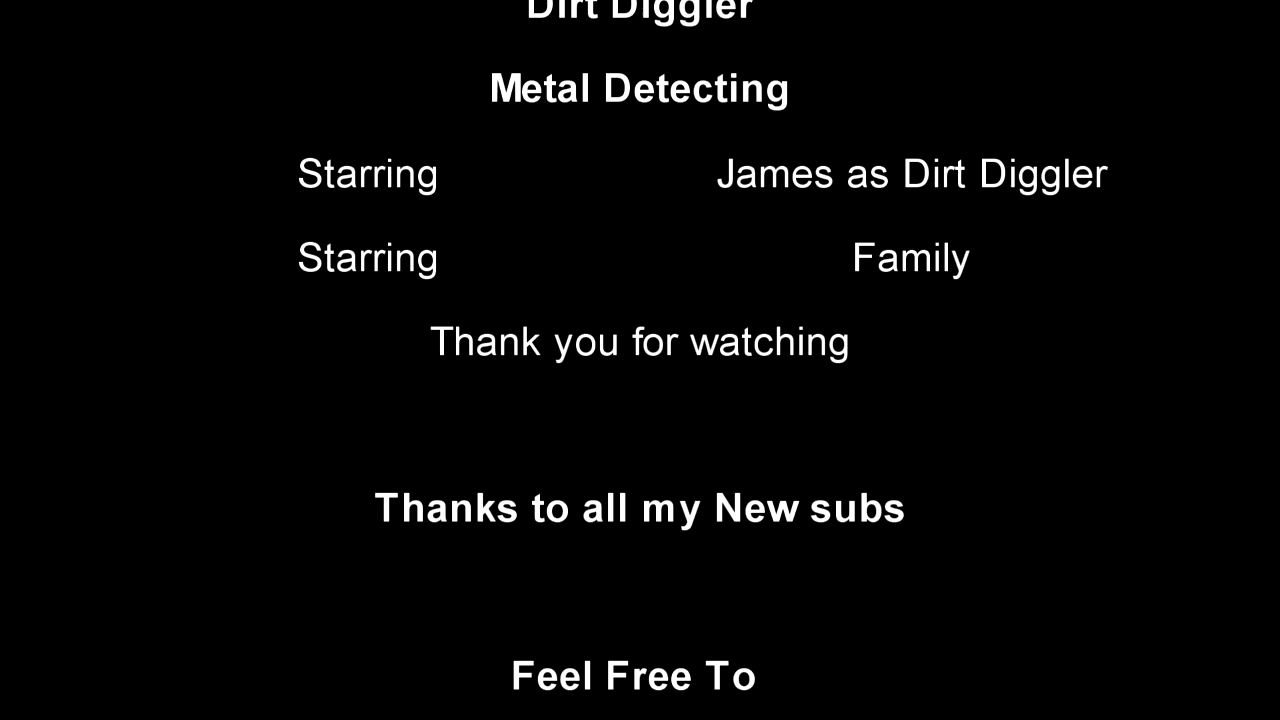 Dirt Diggler
Metal Detecting
Starring James as Dirt Diggler
Starring Family
Thank you for watching
Thanks to all my New subs
Feel Free To